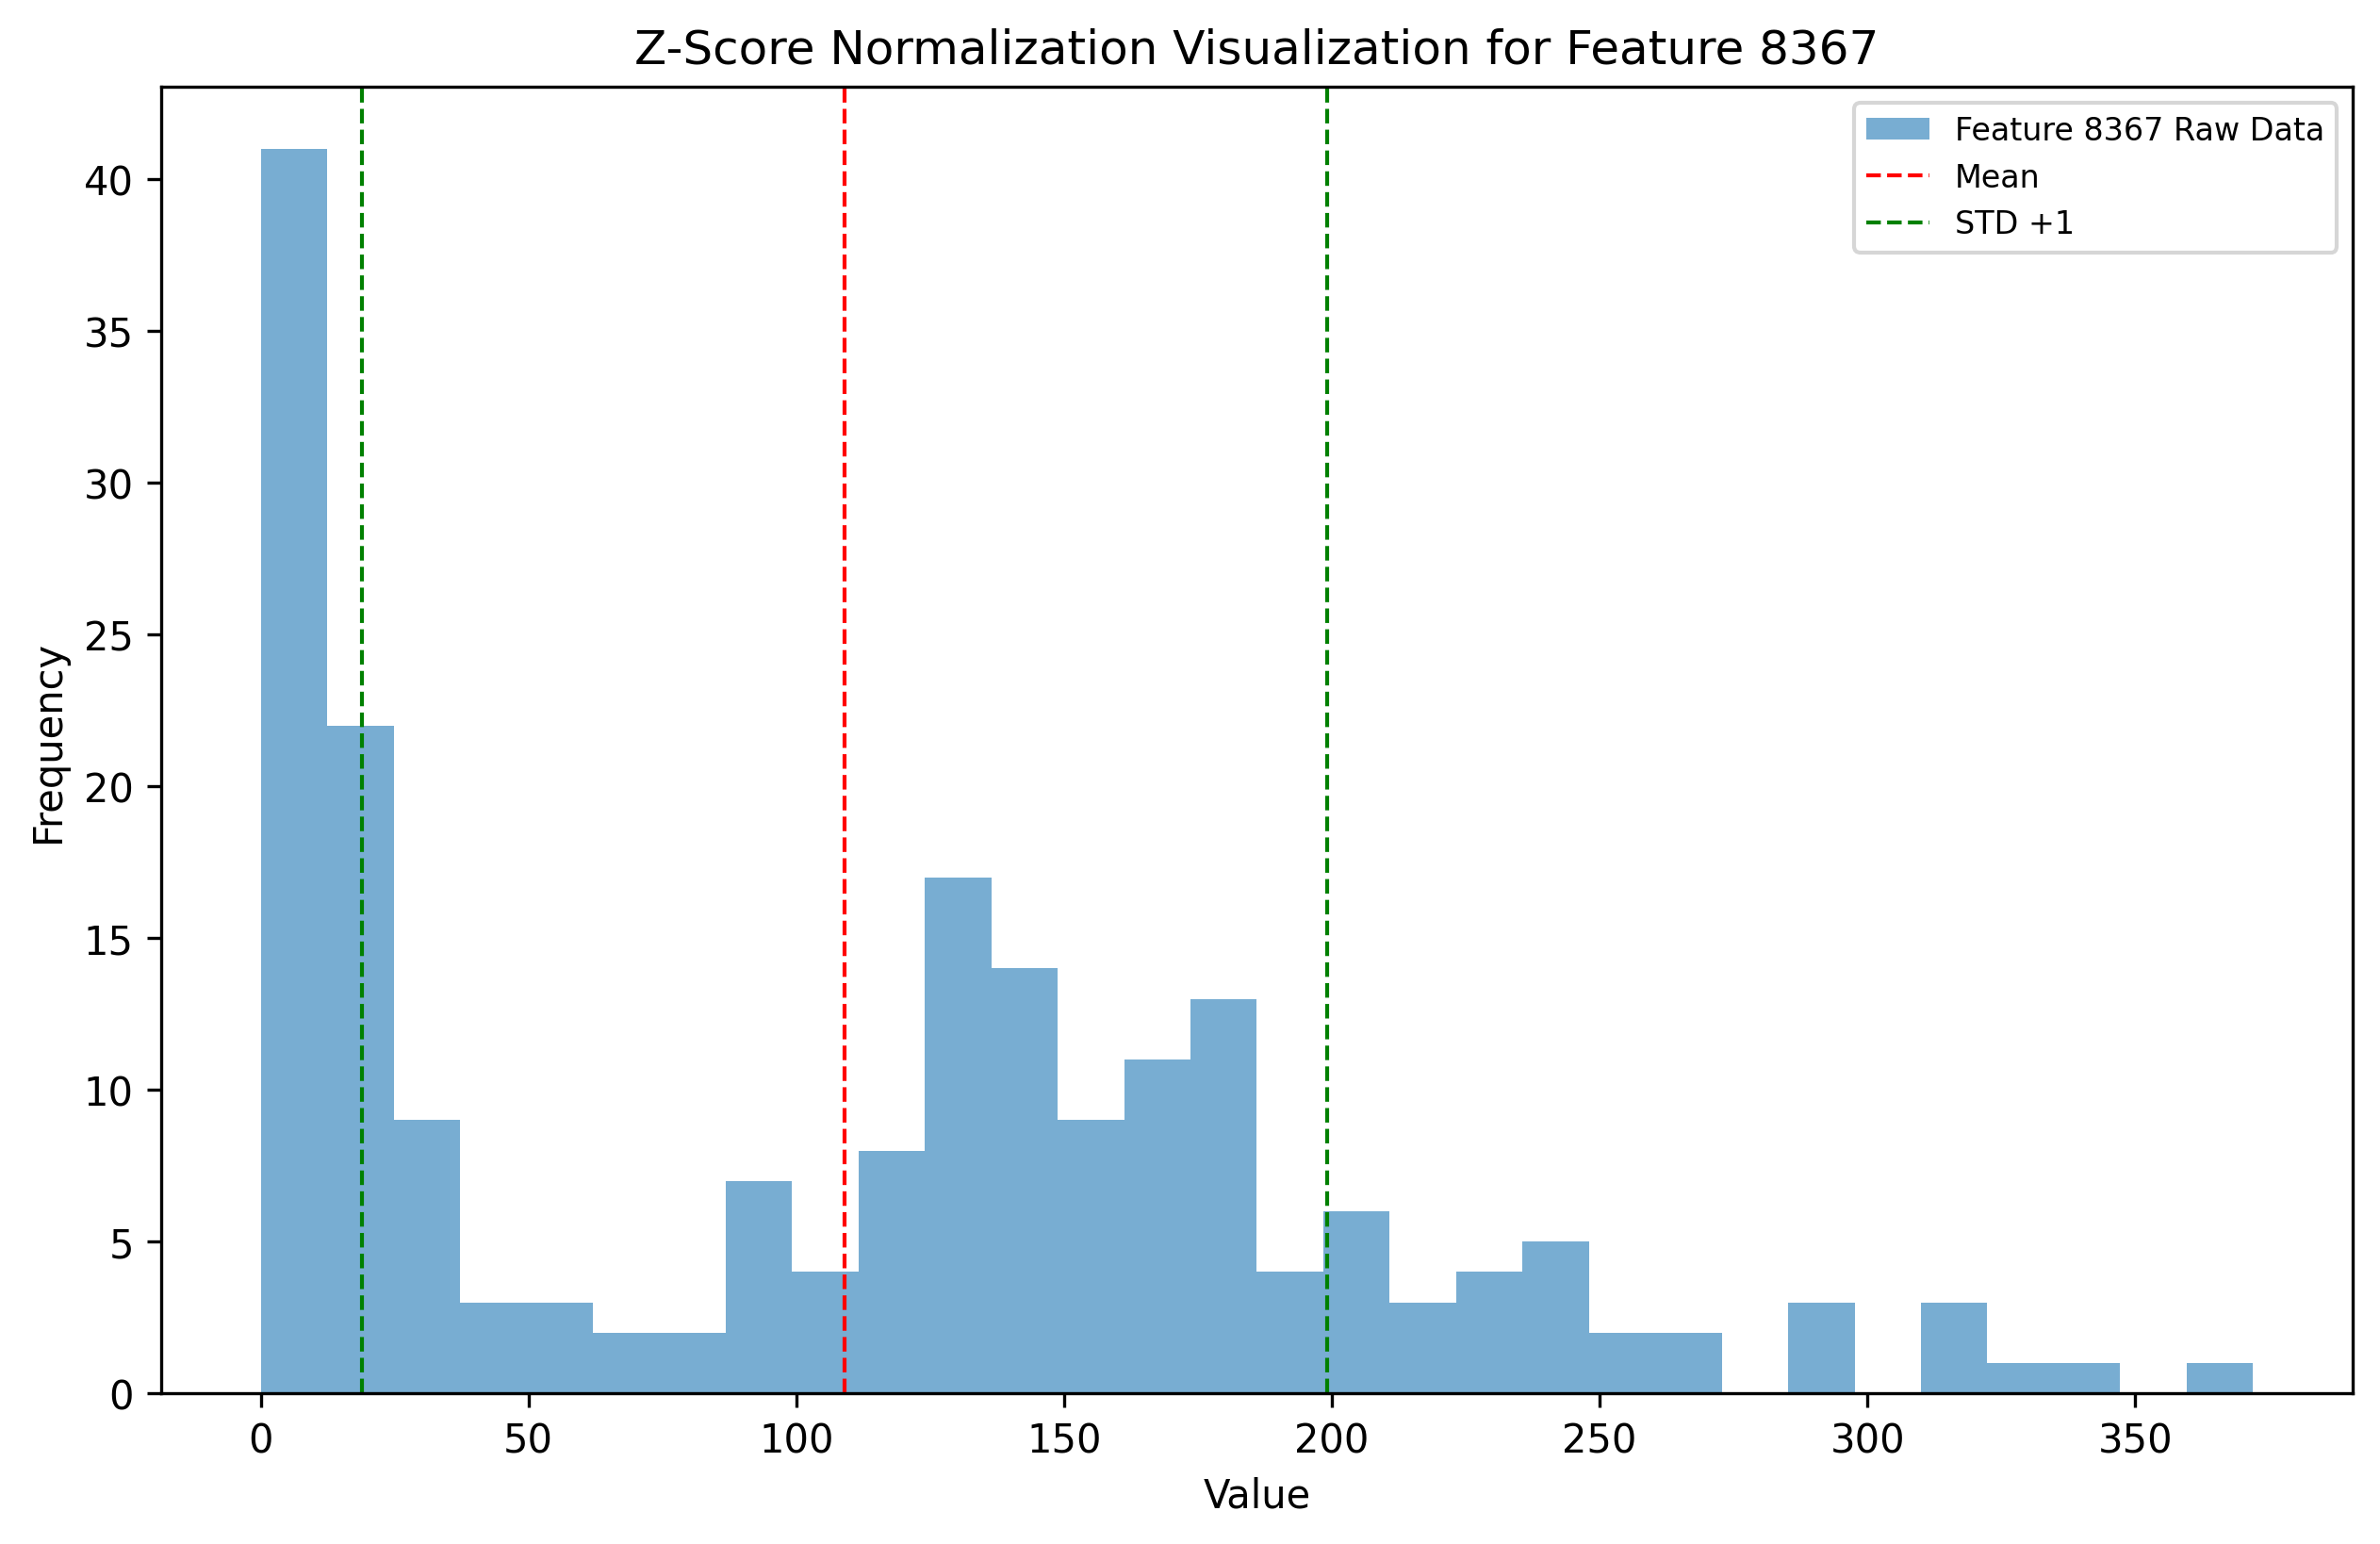 Z-Score Normalization Visualization for Feature 8367
Feature 8367 Raw Data
Mean
STD +1
Frequency
40
35
30
25
20
15
10
5
0
0 50 100 150 200 250 300 350
Value